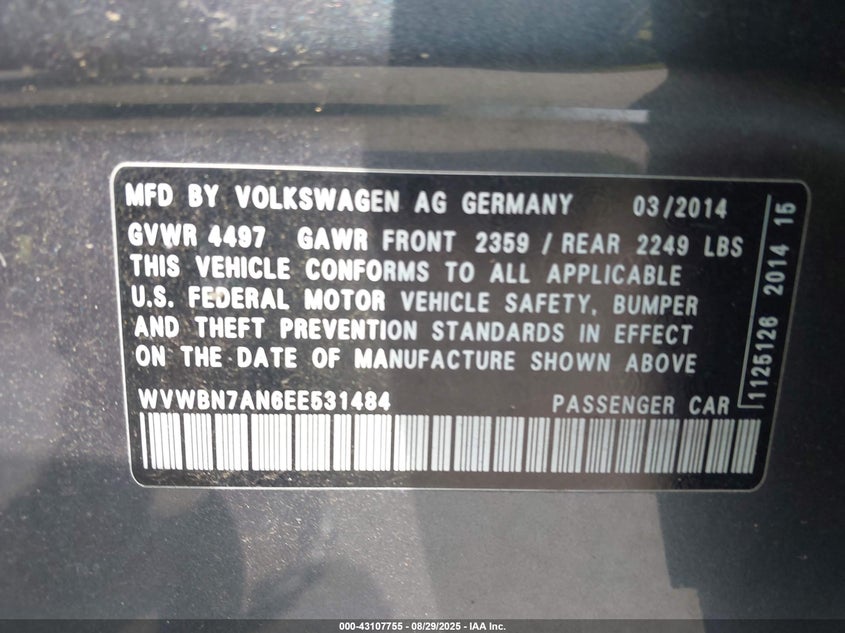 MFD BY VOLKSWAGEN AG GERMANY 03/2014
GVWR 4497 GAWR FRONT 2359 / REAR 2249 LBS
THIS VEHICLE CONFORMS TO ALL APPLICABLE
U.S. FEDERAL MOTOR VEHICLE SAFETY, BUMPER
AND THEFT PREVENTION STANDARDS IN EFFECT
ON THE DATE OF MANUFACTURE SHOWN ABOVE
WVWBN7AN6EE531484 PASSENGER CAR
1125126 2014 15
000-43107755 - 08/29/2025 - IAA Inc.